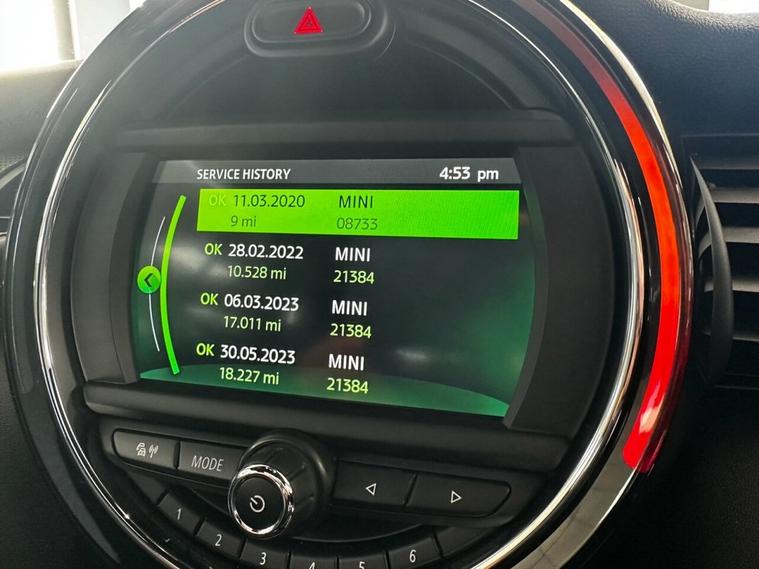 SERVICE HISTORY 4:53 pm
OK 11.03.2020 MINI
9 mi 08733
OK 28.02.2022 MINI
10.528 mi 21384
OK 06.03.2023 MINI
17.011 mi 21384
OK 30.05.2023 MINI
18.227 mi 21384
MODE
1 2 3 4 5 6